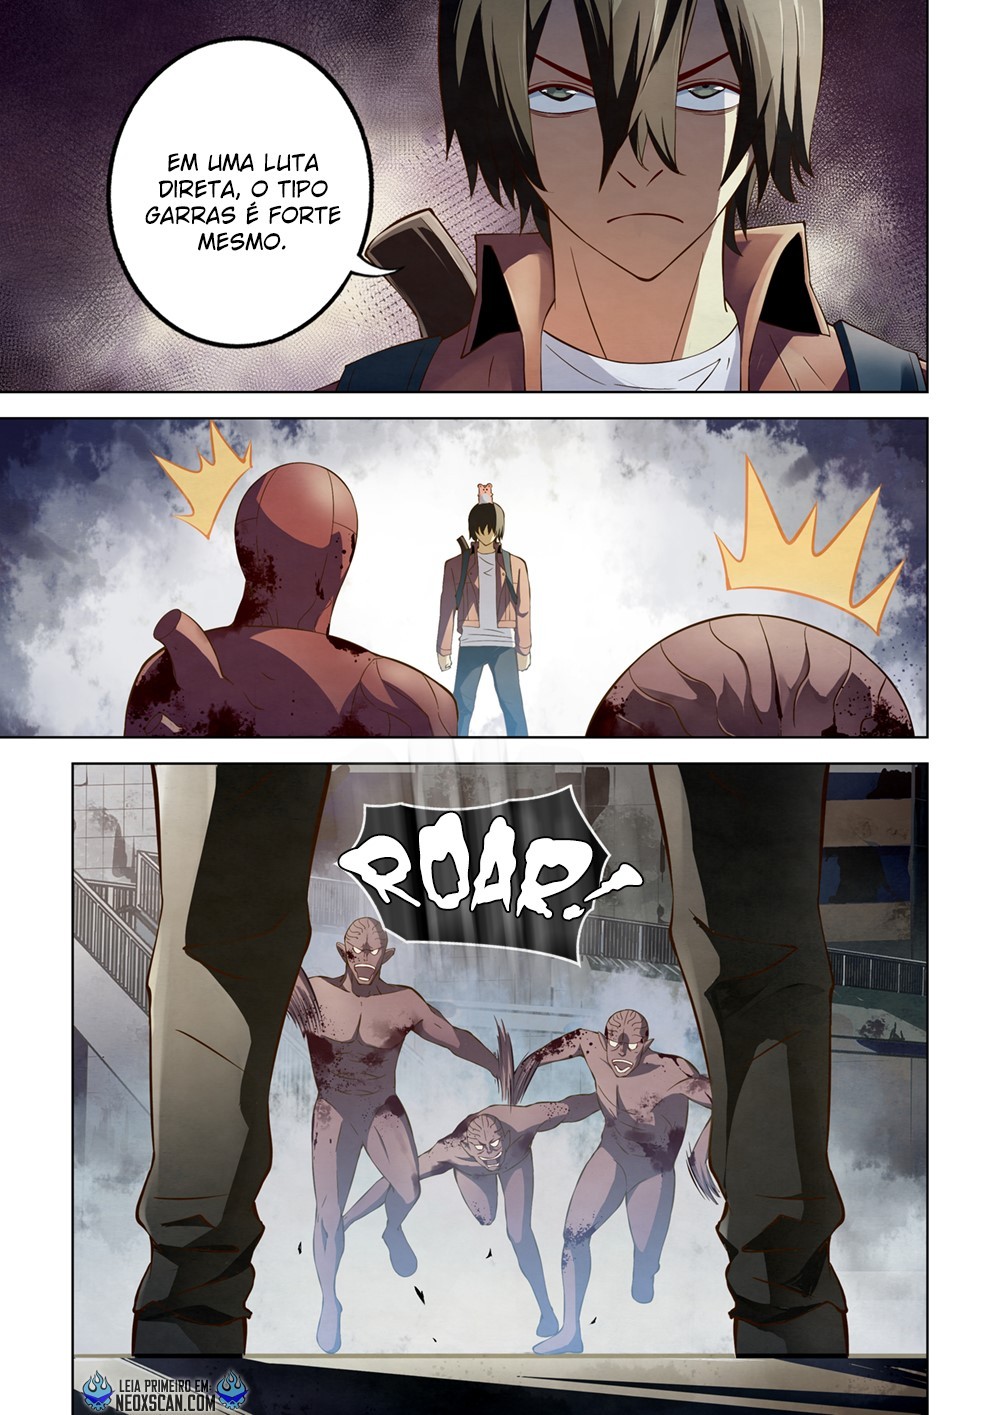 EM UMA LUTA
DIRETA, O TIPO
GARRAS É FORTE
MESMO.
ROAR!
LEIA PRIMEIRO EM
NEOXSCAN.COM